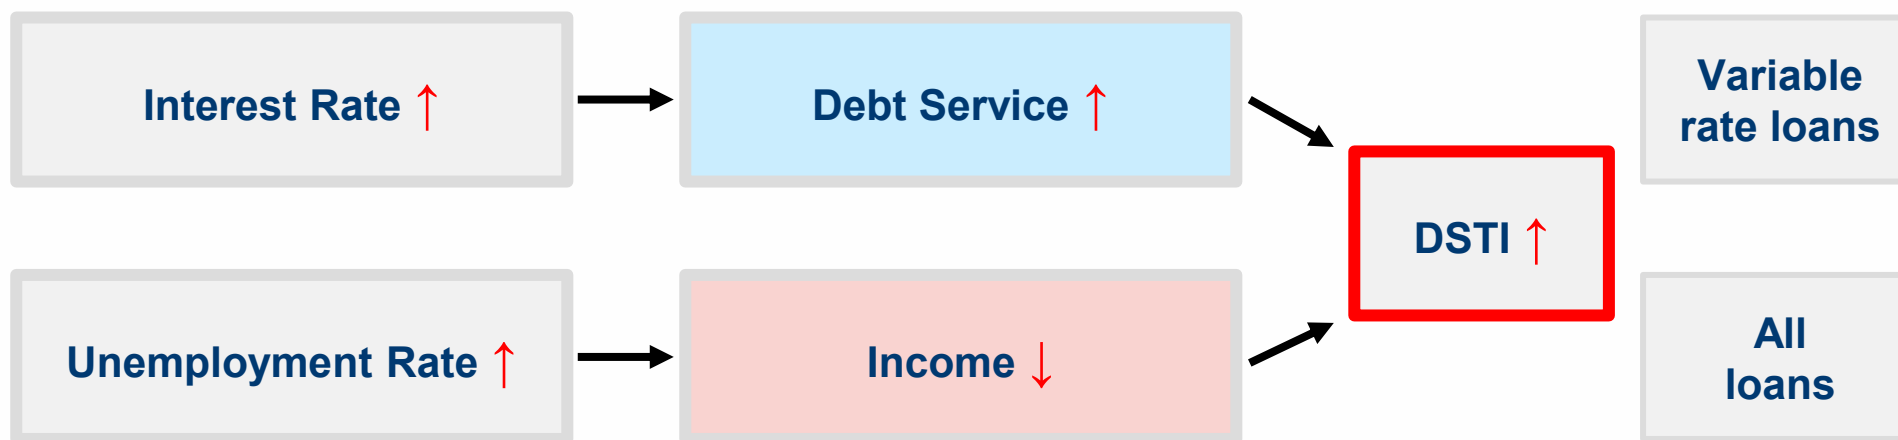 Interest Rate ↑
Debt Service ↑
Variable
rate loans
DSTI ↑
Unemployment Rate ↑
Income ↓
All
loans